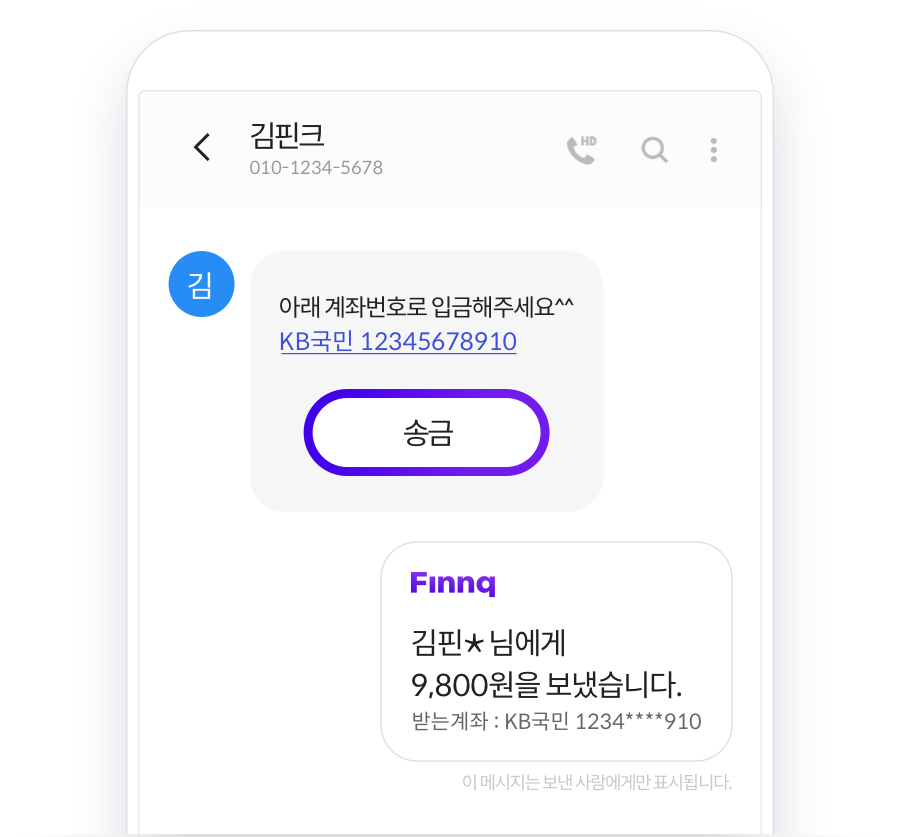 김핀크
010-1234-5678
HD
김
아래 계좌번호로 입금해주세요^^
KB국민 12345678910
송금
Finnq
김핀*님에게
9,800원을 보냈습니다.
받는계좌 : KB국민 1234****910
이 메시지는 보낸 사람에게만 표시됩니다.